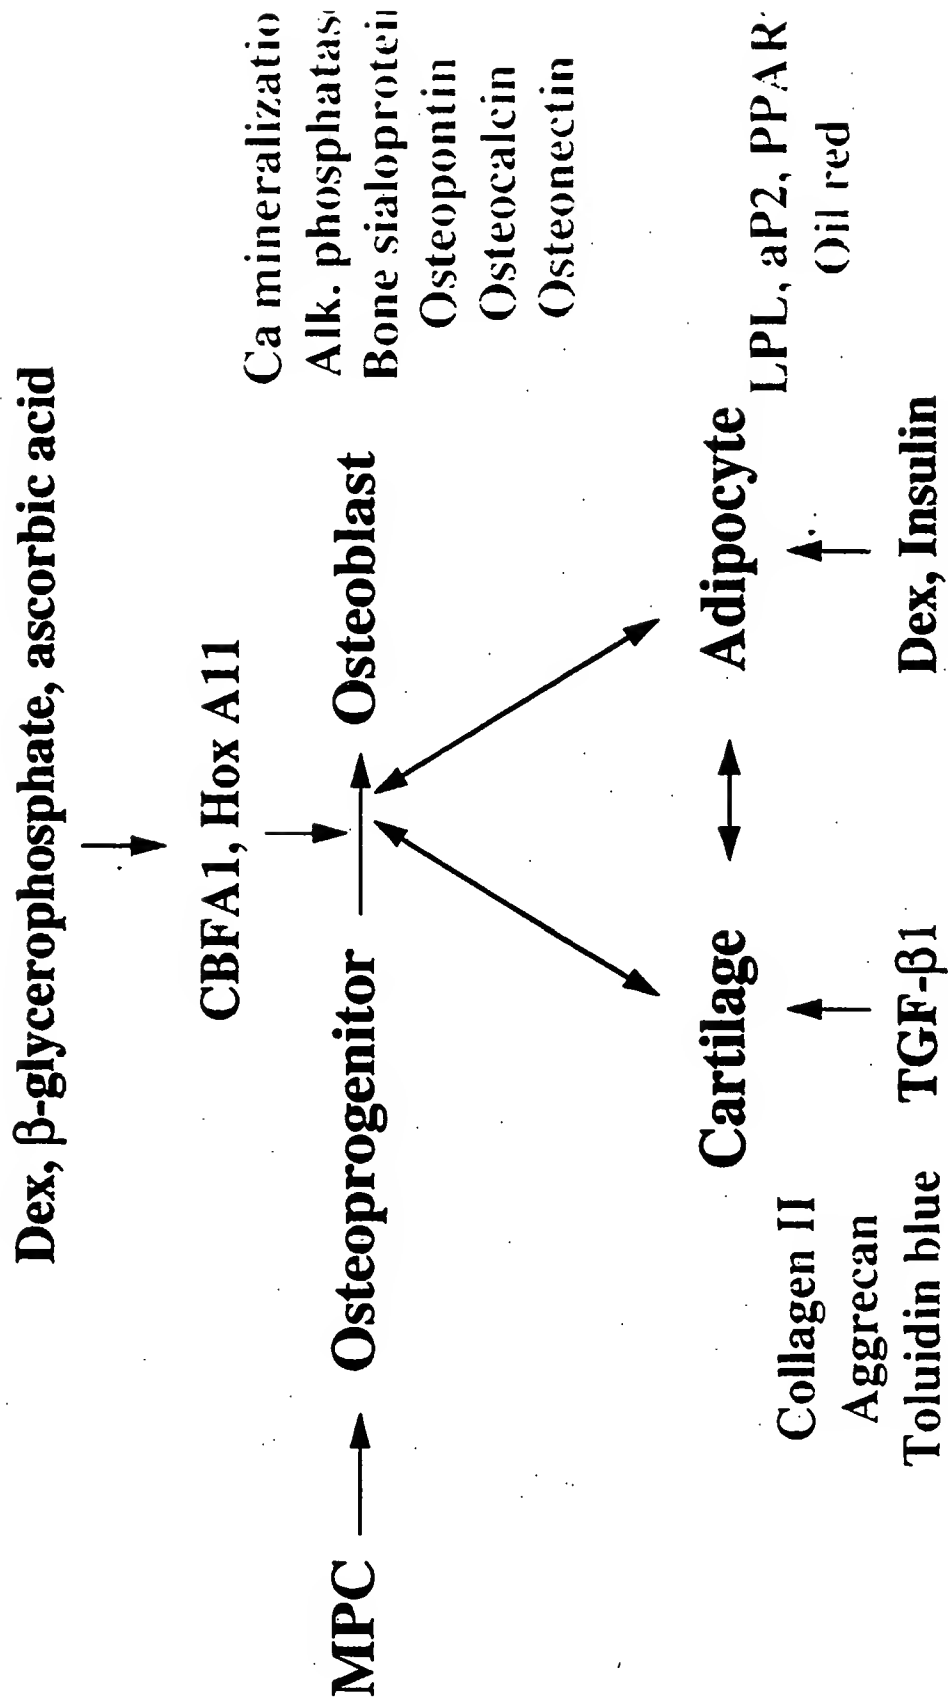 Dex, β-glycerophosphate, ascorbic acid
CBFA1, Hox A11
MPC
Osteoprogenitor
Osteoblast
Ca mineralizatio
Alk. phosphatas
Bone sialoprotei
Osteopontin
Osteocalcin
Osteonectin
Cartilage
Adipocyte
LPL, aP2, PPAR
Oil red
Collagen II
Aggrecan
Toluidin blue
TGF-β1
Dex, Insulin